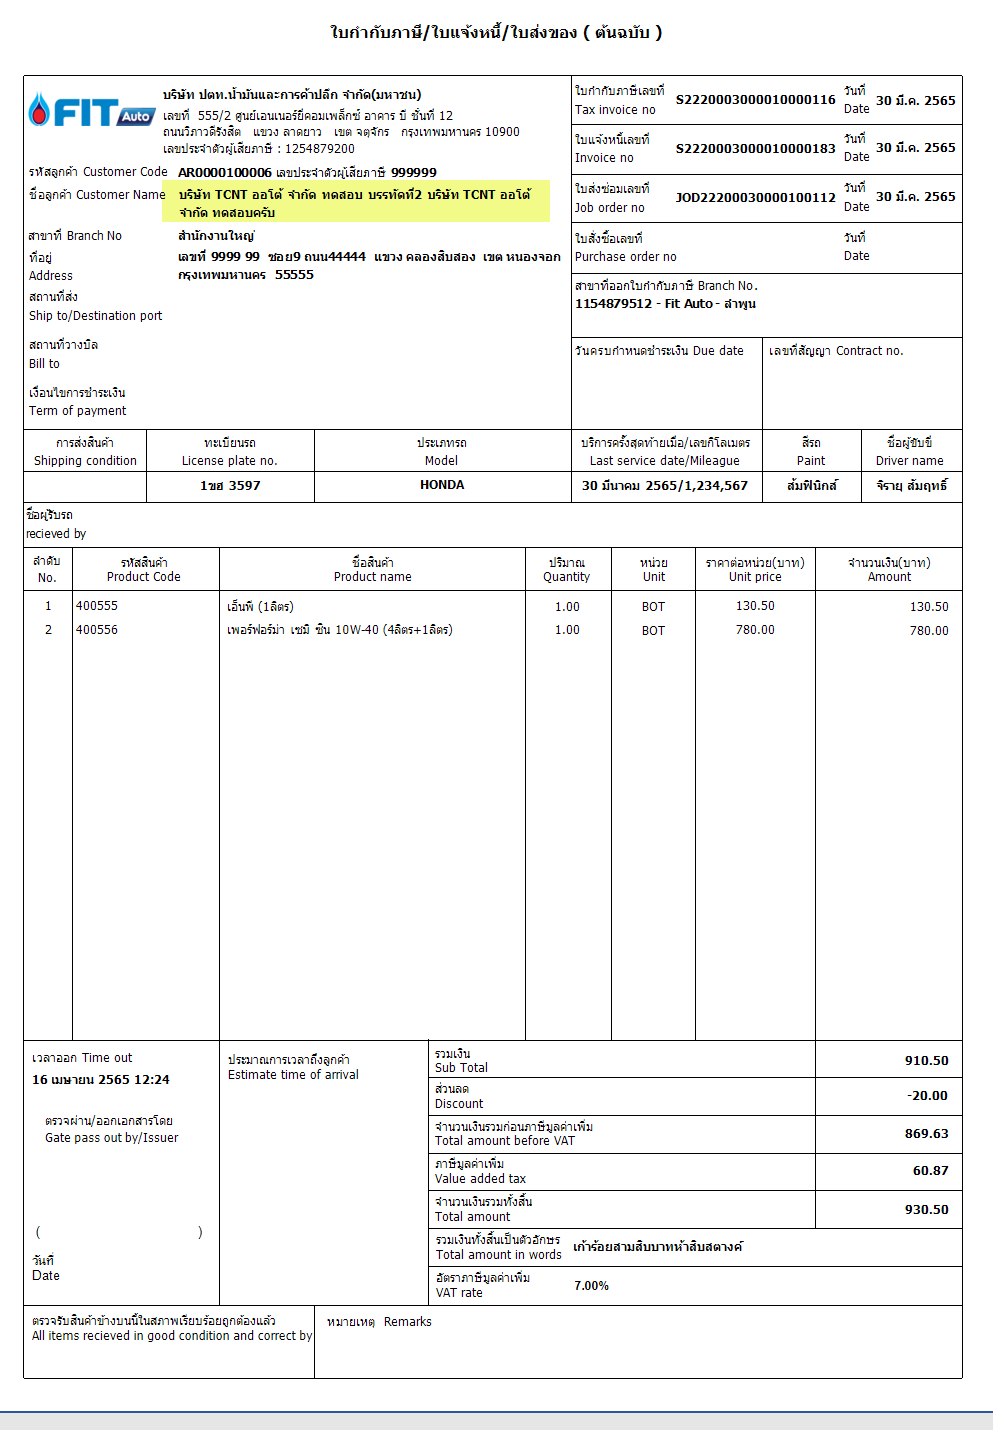 ใบกำกับภาษี/ใบแจ้งหนี้/ใบส่งของ ( ต้นฉบับ )
FIT Auto
บริษัท ปตท.น้ำมันและการค้าปลีก จำกัด(มหาชน)
เลขที่ 555/2 ศูนย์เอนเนอร์ยี่คอมเพล็กซ์ อาคาร บี ชั้นที่ 12
ถนนวิภาวดีรังสิต แขวง ลาดยาว เขต จตุจักร กรุงเทพมหานคร 10900
เลขประจำตัวผู้เสียภาษี : 1254879200
รหัสลูกค้า Customer Code AR0000100006 เลขประจำตัวผู้เสียภาษี 999999
ชื่อลูกค้า Customer Name บริษัท TCNT ออโต้ จำกัด ทดสอบ บรรทัดที่2 บริษัท TCNT ออโต้
จำกัด ทดสอบครับ
สาขาที่ Branch No สำนักงานใหญ่
ที่อยู่ เลขที่ 9999 99 ซอย9 ถนน44444 แขวง คลองสิบสอง เขต หนองจอก
Address กรุงเทพมหานคร 55555
สถานที่ส่ง
Ship to/Destination port
สถานที่วางบิล
Bill to
เงื่อนไขการชำระเงิน
Term of payment
ใบกำกับภาษีเลขที่ S2220003000010000116 วันที่ 30 มี.ค. 2565
Tax invoice no Date
ใบแจ้งหนี้เลขที่ S2220003000010000183 วันที่ 30 มี.ค. 2565
Invoice no Date
ใบส่งซ่อมเลขที่ JOD22200030000100112 วันที่ 30 มี.ค. 2565
Job order no Date
ใบสั่งซื้อเลขที่ วันที่
Purchase order no Date
สาขาที่ออกใบกำกับภาษี Branch No.
1154879512 - Fit Auto - ลำพูน
วันครบกำหนดชำระเงิน Due date เลขที่สัญญา Contract no.
การส่งสินค้า ทะเบียนรถ ประเภทรถ บริการครั้งสุดท้ายเมื่อ/เลขกิโลเมตร สีรถ ชื่อผู้ขับขี่
Shipping condition License plate no. Model Last service date/Mileague Paint Driver name
1ขฮ 3597 HONDA 30 มีนาคม 2565/1,234,567 ส้มฟินิกส์ จิรายุ สัมฤทธิ์
ชื่อผู้รับรถ
recieved by
ลำดับ รหัสสินค้า ชื่อสินค้า ปริมาณ หน่วย ราคาต่อหน่วย(บาท) จำนวนเงิน(บาท)
No. Product Code Product name Quantity Unit Unit price Amount
1 400555 เอ็นพี (1ลิตร) 1.00 BOT 130.50 130.50
2 400556 เพอร์ฟอร์ม่า เซมิ ซิน 10W-40 (4ลิตร+1ลิตร) 1.00 BOT 780.00 780.00
เวลาออก Time out
16 เมษายน 2565 12:24
ตรวจผ่าน/ออกเอกสารโดย
Gate pass out by/Issuer
( )
วันที่
Date
ประมาณการเวลาถึงลูกค้า
Estimate time of arrival
รวมเงิน 910.50
Sub Total
ส่วนลด -20.00
Discount
จำนวนเงินรวมก่อนภาษีมูลค่าเพิ่ม 869.63
Total amount before VAT
ภาษีมูลค่าเพิ่ม 60.87
Value added tax
จำนวนเงินรวมทั้งสิ้น 930.50
Total amount
รวมเงินทั้งสิ้นเป็นตัวอักษร เก้าร้อยสามสิบบาทห้าสิบสตางค์
Total amount in words
อัตราภาษีมูลค่าเพิ่ม 7.00%
VAT rate
ตรวจรับสินค้าข้างบนนี้ในสภาพเรียบร้อยถูกต้องแล้ว
All items recieved in good condition and correct by
หมายเหตุ Remarks